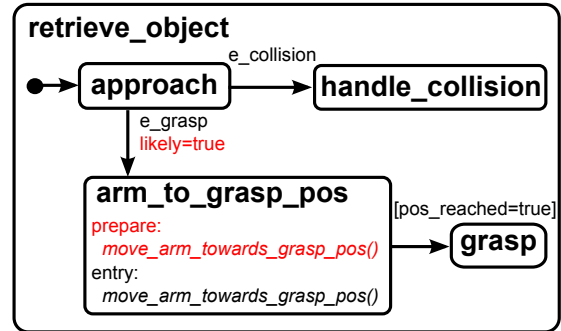 retrieve_object
e_collision
approach
handle_collision
e_grasp
likely=true
arm_to_grasp_pos
prepare:
move_arm_towards_grasp_pos()
entry:
move_arm_towards_grasp_pos()
[pos_reached=true]
grasp